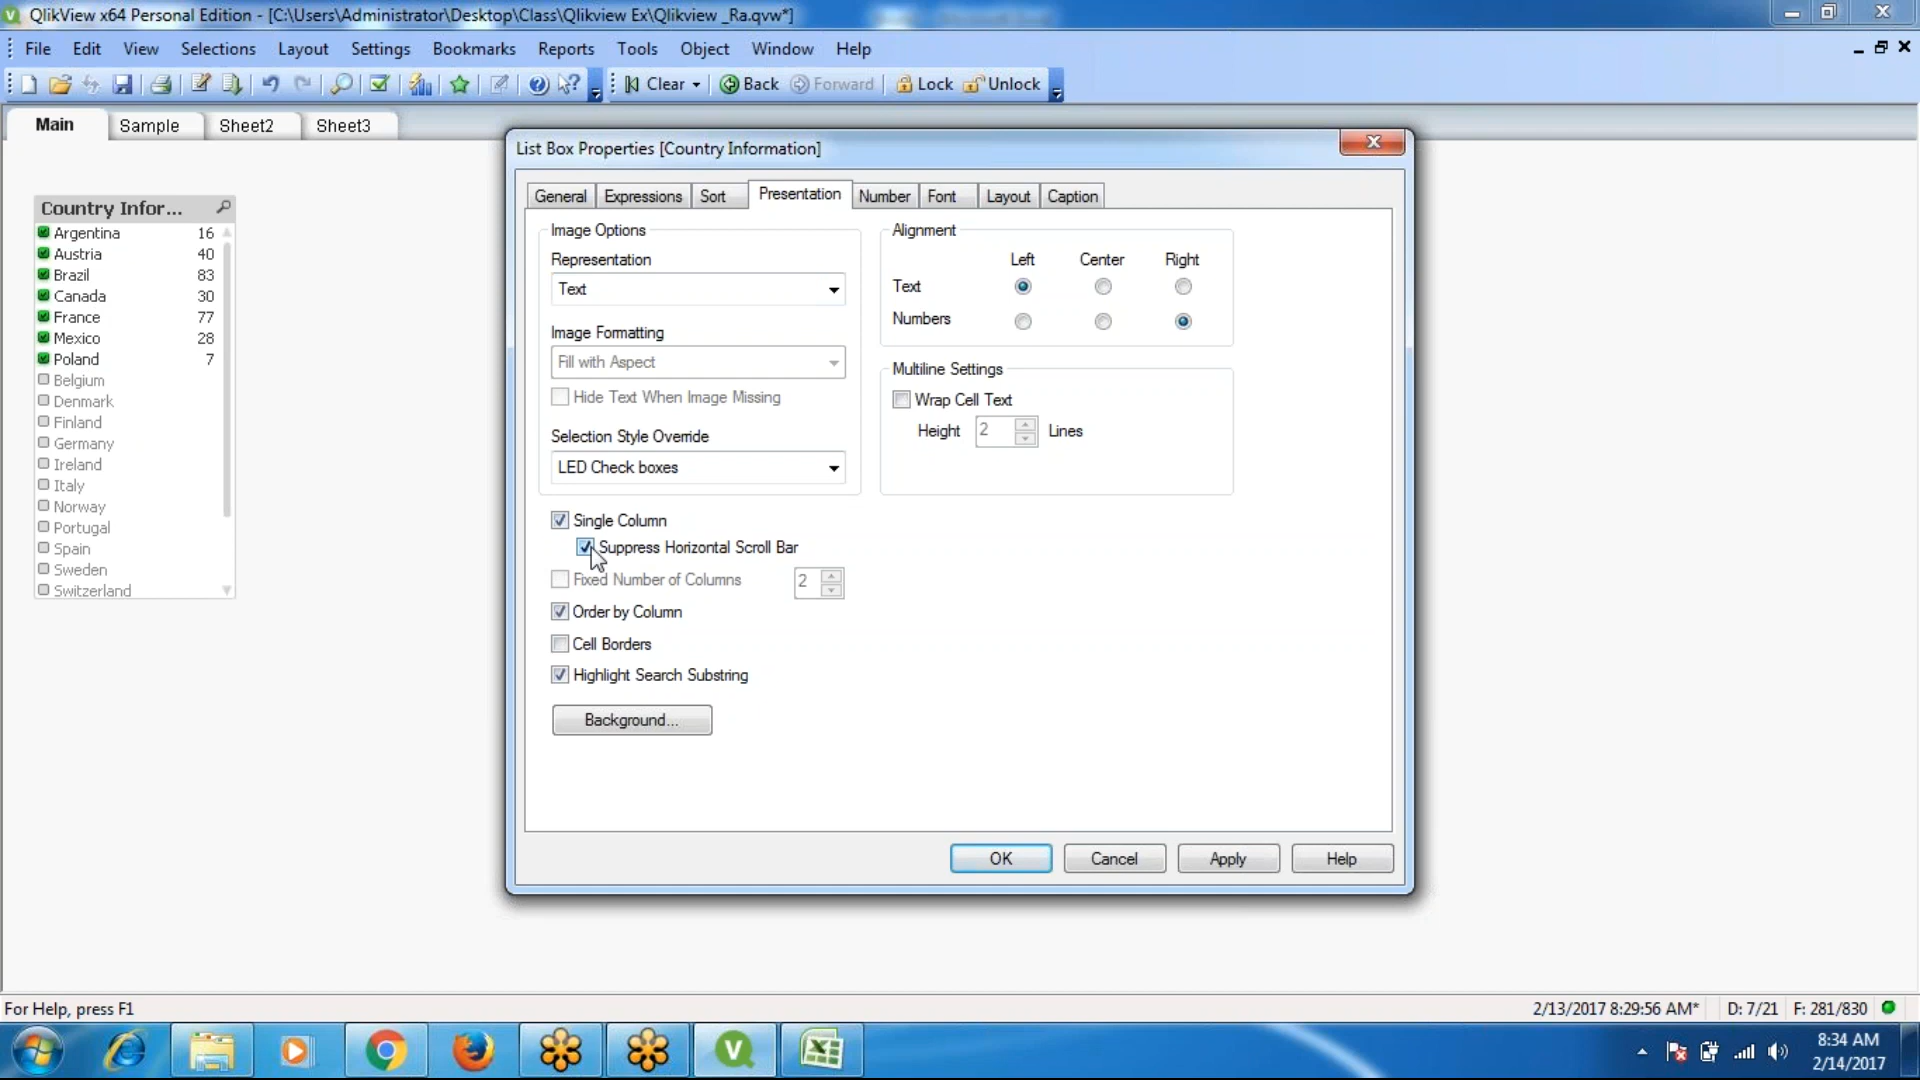 QlikView x64 Personal Edition - [C:\Users\Administrator\Desktop\Class\Qlikview Ex\Qlikview _Ra.qvw*]
File Edit View Selections Layout Settings Bookmarks Reports Tools Object Window Help
Clear Back Forward Lock Unlock
Main Sample Sheet2 Sheet3
List Box Properties [Country Information]
General Expressions Sort Presentation Number Font Layout Caption
Country Infor...
Argentina 16
Austria 40
Brazil 83
Canada 30
France 77
Mexico 28
Poland 7
Belgium
Denmark
Finland
Germany
Ireland
Italy
Norway
Portugal
Spain
Sweden
Switzerland
Image Options
Representation
Text
Image Formatting
Fill with Aspect
Hide Text When Image Missing
Selection Style Override
LED Check boxes
Alignment
Left Center Right
Text
Numbers
Multiline Settings
Wrap Cell Text
Height 2 Lines
Single Column
Suppress Horizontal Scroll Bar
Fixed Number of Columns 2
Order by Column
Cell Borders
Highlight Search Substring
Background...
OK Cancel Apply Help
For Help, press F1
2/13/2017 8:29:56 AM* D: 7/21 F: 281/830
8:34 AM
2/14/2017